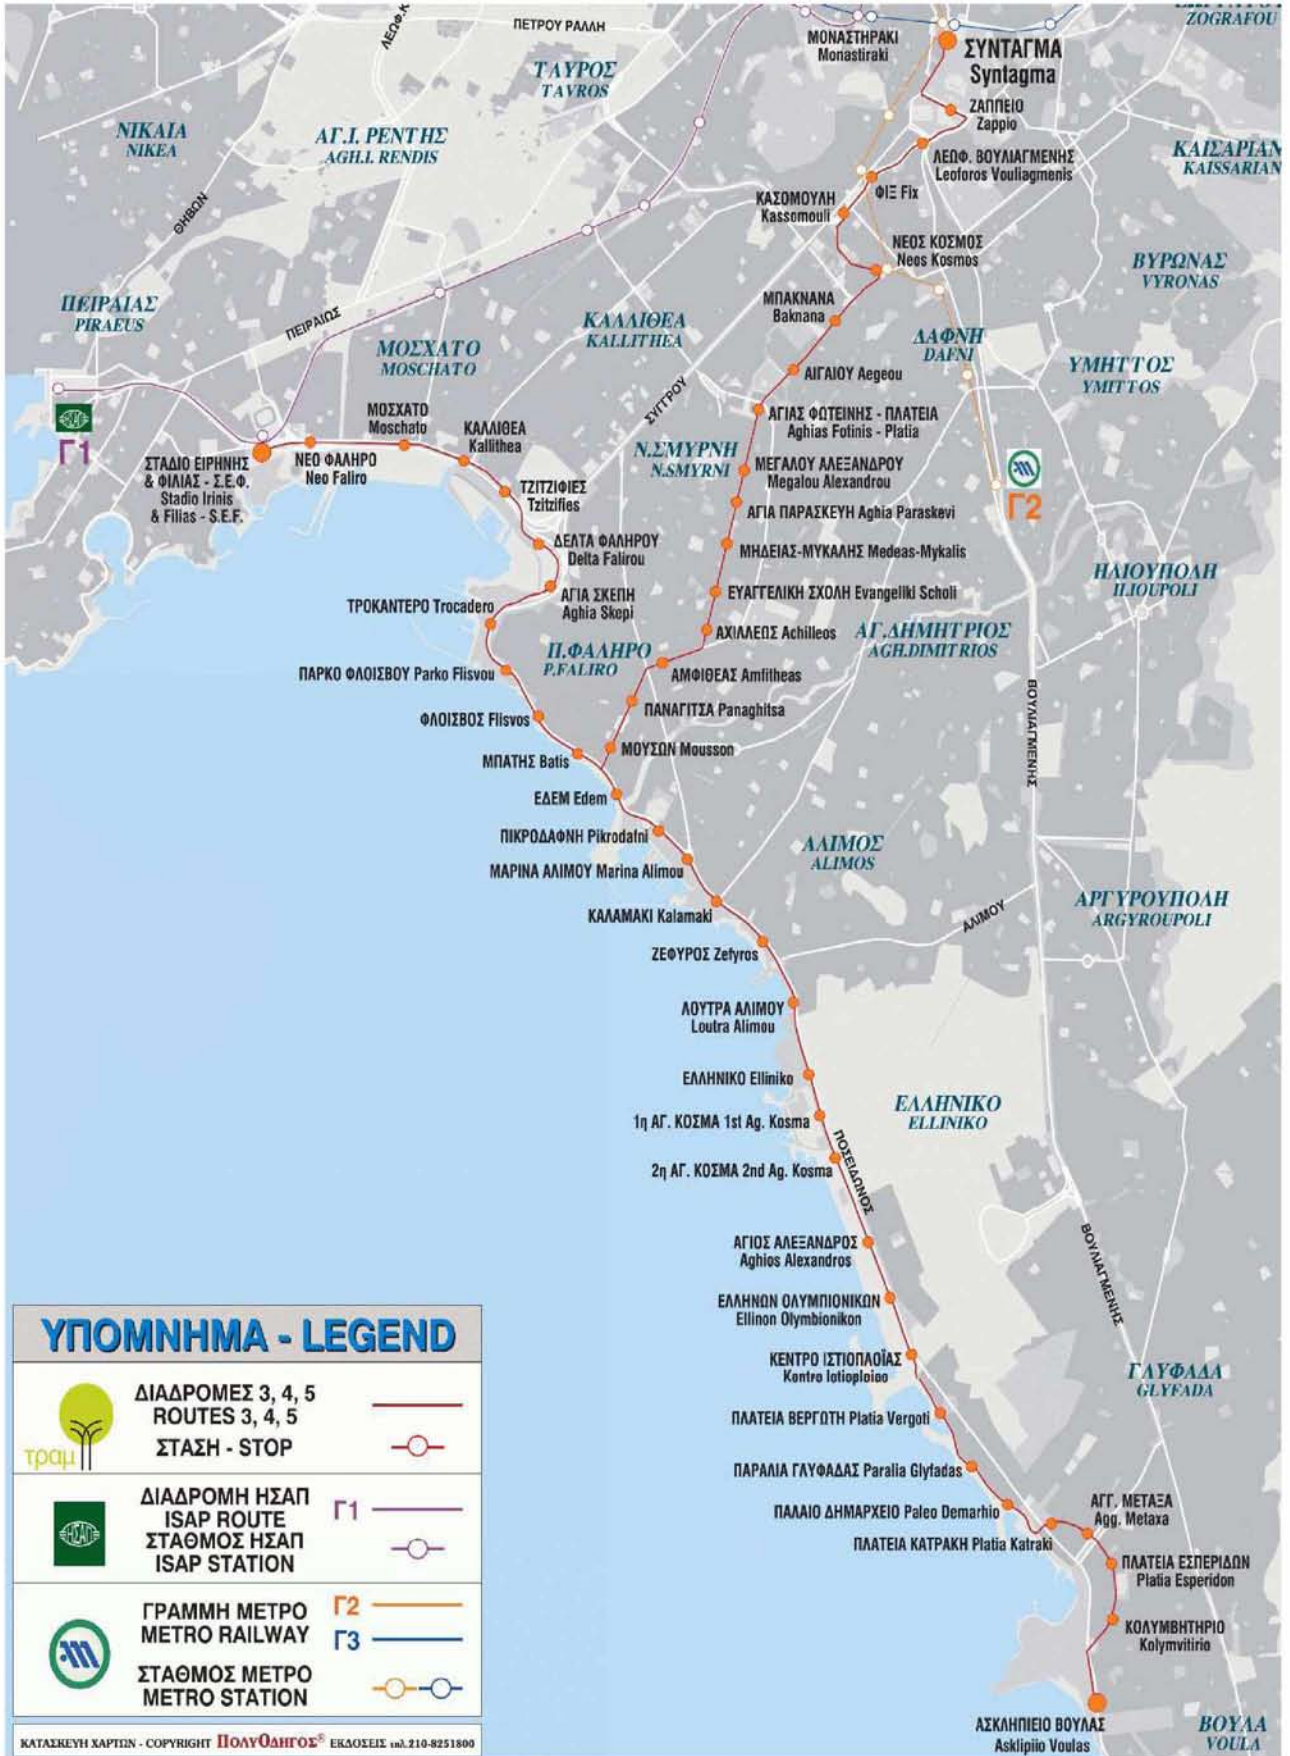 ΖΩΓΡΑΦΟΥ
ZOGRAFOU
ΠΕΤΡΟΥ ΡΑΛΛΗ
ΛΕΩΦ.Κ
ΜΟΝΑΣΤΗΡΑΚΙ
Monastiraki
ΣΥΝΤΑΓΜΑ
Syntagma
ΤΑΥΡΟΣ
TAVROS
ΖΑΠΠΕΙΟ
Zappio
ΝΙΚΑΙΑ
NIKEA
ΑΓ.Ι. ΡΕΝΤΗΣ
AGH.I. RENDIS
ΛΕΩΦ. ΒΟΥΛΙΑΓΜΕΝΗΣ
Leoforos Vouliagmenis
ΚΑΙΣΑΡΙΑΝ
KAISSARIAN
ΦΙΞ Fix
ΚΑΣΟΜΟΥΛΗ
Kassomouli
ΘΗΒΩΝ
ΝΕΟΣ ΚΟΣΜΟΣ
Neos Kosmos
ΒΥΡΩΝΑΣ
VYRONAS
ΠΕΙΡΑΙΑΣ
PIRAEUS
ΠΕΙΡΑΙΩΣ
ΜΠΑΚΝΑΝΑ
Baknana
ΚΑΛΛΙΘΕΑ
KALLITHEA
ΔΑΦΝΗ
DAFNI
ΜΟΣΧΑΤΟ
MOSCHATO
ΥΜΗΤΤΟΣ
YMITTOS
ΑΙΓΑΙΟΥ Aegeou
ΣΥΓΓΡΟΥ
ΗΣΑΠ
Γ1
ΜΟΣΧΑΤΟ
Moschato
ΚΑΛΛΙΘΕΑ
Kallithea
ΑΓΙΑΣ ΦΩΤΕΙΝΗΣ - ΠΛΑΤΕΙΑ
Aghias Fotinis - Platia
Ν.ΣΜΥΡΝΗ
N.SMYRNI
ΣΤΑΔΙΟ ΕΙΡΗΝΗΣ
& ΦΙΛΙΑΣ - Σ.Ε.Φ.
Stadio Irinis
& Filias - S.E.F.
ΝΕΟ ΦΑΛΗΡΟ
Neo Faliro
ΜΕΓΑΛΟΥ ΑΛΕΞΑΝΔΡΟΥ
Megalou Alexandrou
Γ2
ΤΖΙΤΖΙΦΙΕΣ
Tzitzifies
ΑΓΙΑ ΠΑΡΑΣΚΕΥΗ Aghia Paraskevi
ΔΕΛΤΑ ΦΑΛΗΡΟΥ
Delta Falirou
ΜΗΔΕΙΑΣ-ΜΥΚΑΛΗΣ Medeas-Mykalis
ΗΛΙΟΥΠΟΛΗ
ILIOUPOLI
ΑΓΙΑ ΣΚΕΠΗ
Aghia Skepi
ΕΥΑΓΓΕΛΙΚΗ ΣΧΟΛΗ Evangeliki Scholi
ΤΡΟΚΑΝΤΕΡΟ Trocadero
ΑΧΙΛΛΕΩΣ Achilleos
ΑΓ.ΔΗΜΗΤΡΙΟΣ
AGH.DIMITRIOS
Π.ΦΑΛΗΡΟ
P.FALIRO
ΠΑΡΚΟ ΦΛΟΙΣΒΟΥ Parko Flisvou
ΑΜΦΙΘΕΑΣ Amfitheas
ΠΑΝΑΓΙΤΣΑ Panaghitsa
ΦΛΟΙΣΒΟΣ Flisvos
ΒΟΥΛΙΑΓΜΕΝΗΣ
ΜΟΥΣΩΝ Mousson
ΜΠΑΤΗΣ Batis
ΕΔΕΜ Edem
ΠΙΚΡΟΔΑΦΝΗ Pikrodafni
ΑΛΙΜΟΣ
ALIMOS
ΜΑΡΙΝΑ ΑΛΙΜΟΥ Marina Alimou
ΑΡΓΥΡΟΥΠΟΛΗ
ARGYROUPOLI
ΚΑΛΑΜΑΚΙ Kalamaki
ΑΛΙΜΟΥ
ΖΕΦΥΡΟΣ Zefyros
ΛΟΥΤΡΑ ΑΛΙΜΟΥ
Loutra Alimou
ΕΛΛΗΝΙΚΟ Elliniko
ΕΛΛΗΝΙΚΟ
ELLINIKO
1η ΑΓ. ΚΟΣΜΑ 1st Ag. Kosma
ΠΟΣΕΙΔΩΝΟΣ
2η ΑΓ. ΚΟΣΜΑ 2nd Ag. Kosma
ΑΓΙΟΣ ΑΛΕΞΑΝΔΡΟΣ
Aghios Alexandros
ΒΟΥΛΙΑΓΜΕΝΗΣ
ΕΛΛΗΝΩΝ ΟΛΥΜΠΙΟΝΙΚΩΝ
Ellinon Olymbionikon
ΚΕΝΤΡΟ ΙΣΤΙΟΠΛΟΪΑΣ
Kentro Istioploias
ΓΛΥΦΑΔΑ
GLYFADA
ΠΛΑΤΕΙΑ ΒΕΡΓΩΤΗ Platia Vergoti
ΠΑΡΑΛΙΑ ΓΛΥΦΑΔΑΣ Paralia Glyfadas
ΠΑΛΑΙΟ ΔΗΜΑΡΧΕΙΟ Paleo Demarhio
ΑΓΓ. ΜΕΤΑΞΑ
Agg. Metaxa
ΠΛΑΤΕΙΑ ΚΑΤΡΑΚΗ Platia Katraki
ΠΛΑΤΕΙΑ ΕΣΠΕΡΙΔΩΝ
Platia Esperidon
ΚΟΛΥΜΒΗΤΗΡΙΟ
Kolymvitirio
ΑΣΚΛΗΠΙΕΙΟ ΒΟΥΛΑΣ
Asklipiio Voulas
ΒΟΥΛΑ
VOULA
ΥΠΟΜΝΗΜΑ - LEGEND
τραμ
ΔΙΑΔΡΟΜΕΣ 3, 4, 5
ROUTES 3, 4, 5
ΣΤΑΣΗ - STOP
ΗΣΑΠ
ΔΙΑΔΡΟΜΗ ΗΣΑΠ Γ1
ISAP ROUTE
ΣΤΑΘΜΟΣ ΗΣΑΠ
ISAP STATION
ΓΡΑΜΜΗ ΜΕΤΡΟ Γ2
METRO RAILWAY Γ3
ΣΤΑΘΜΟΣ ΜΕΤΡΟ
METRO STATION
ΚΑΤΑΣΚΕΥΗ ΧΑΡΤΩΝ - COPYRIGHT ΠΟΛΥΟΔΗΓΟΣ® ΕΚΔΟΣΕΙΣ τηλ.210-8251800